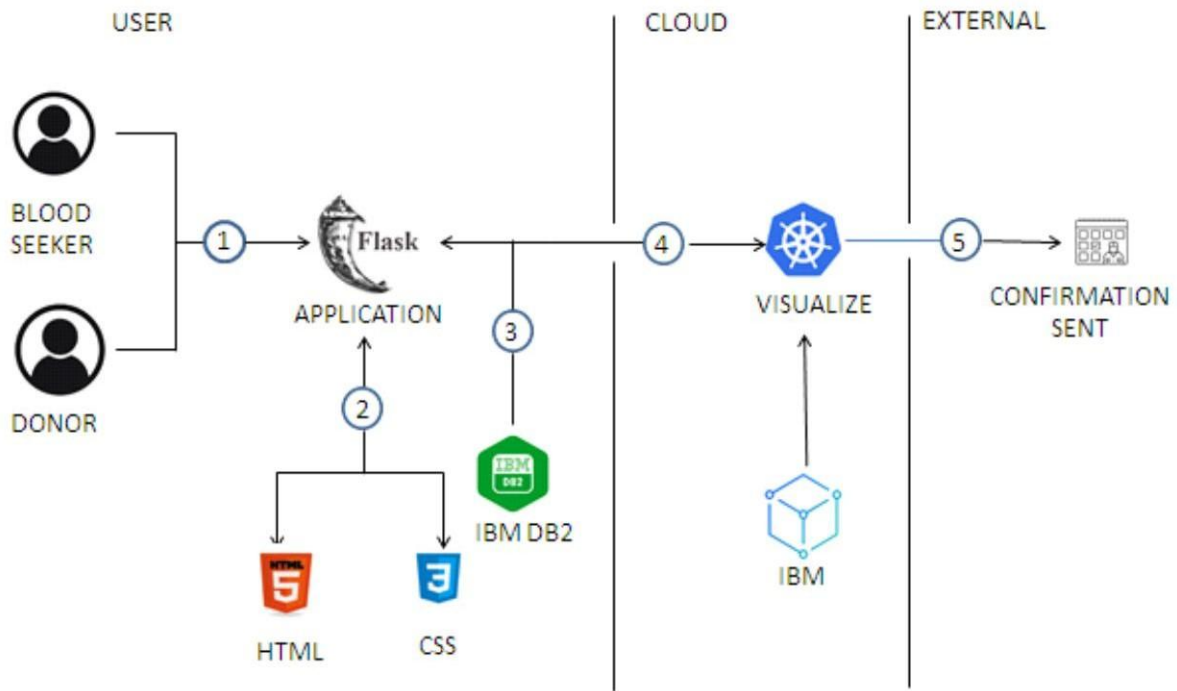 USER
CLOUD
EXTERNAL
BLOOD
SEEKER
1
Flask
APPLICATION
4
VISUALIZE
5
CONFIRMATION
SENT
3
DONOR
2
IBM
DB2
IBM DB2
HTML
5
HTML
3
CSS
IBM